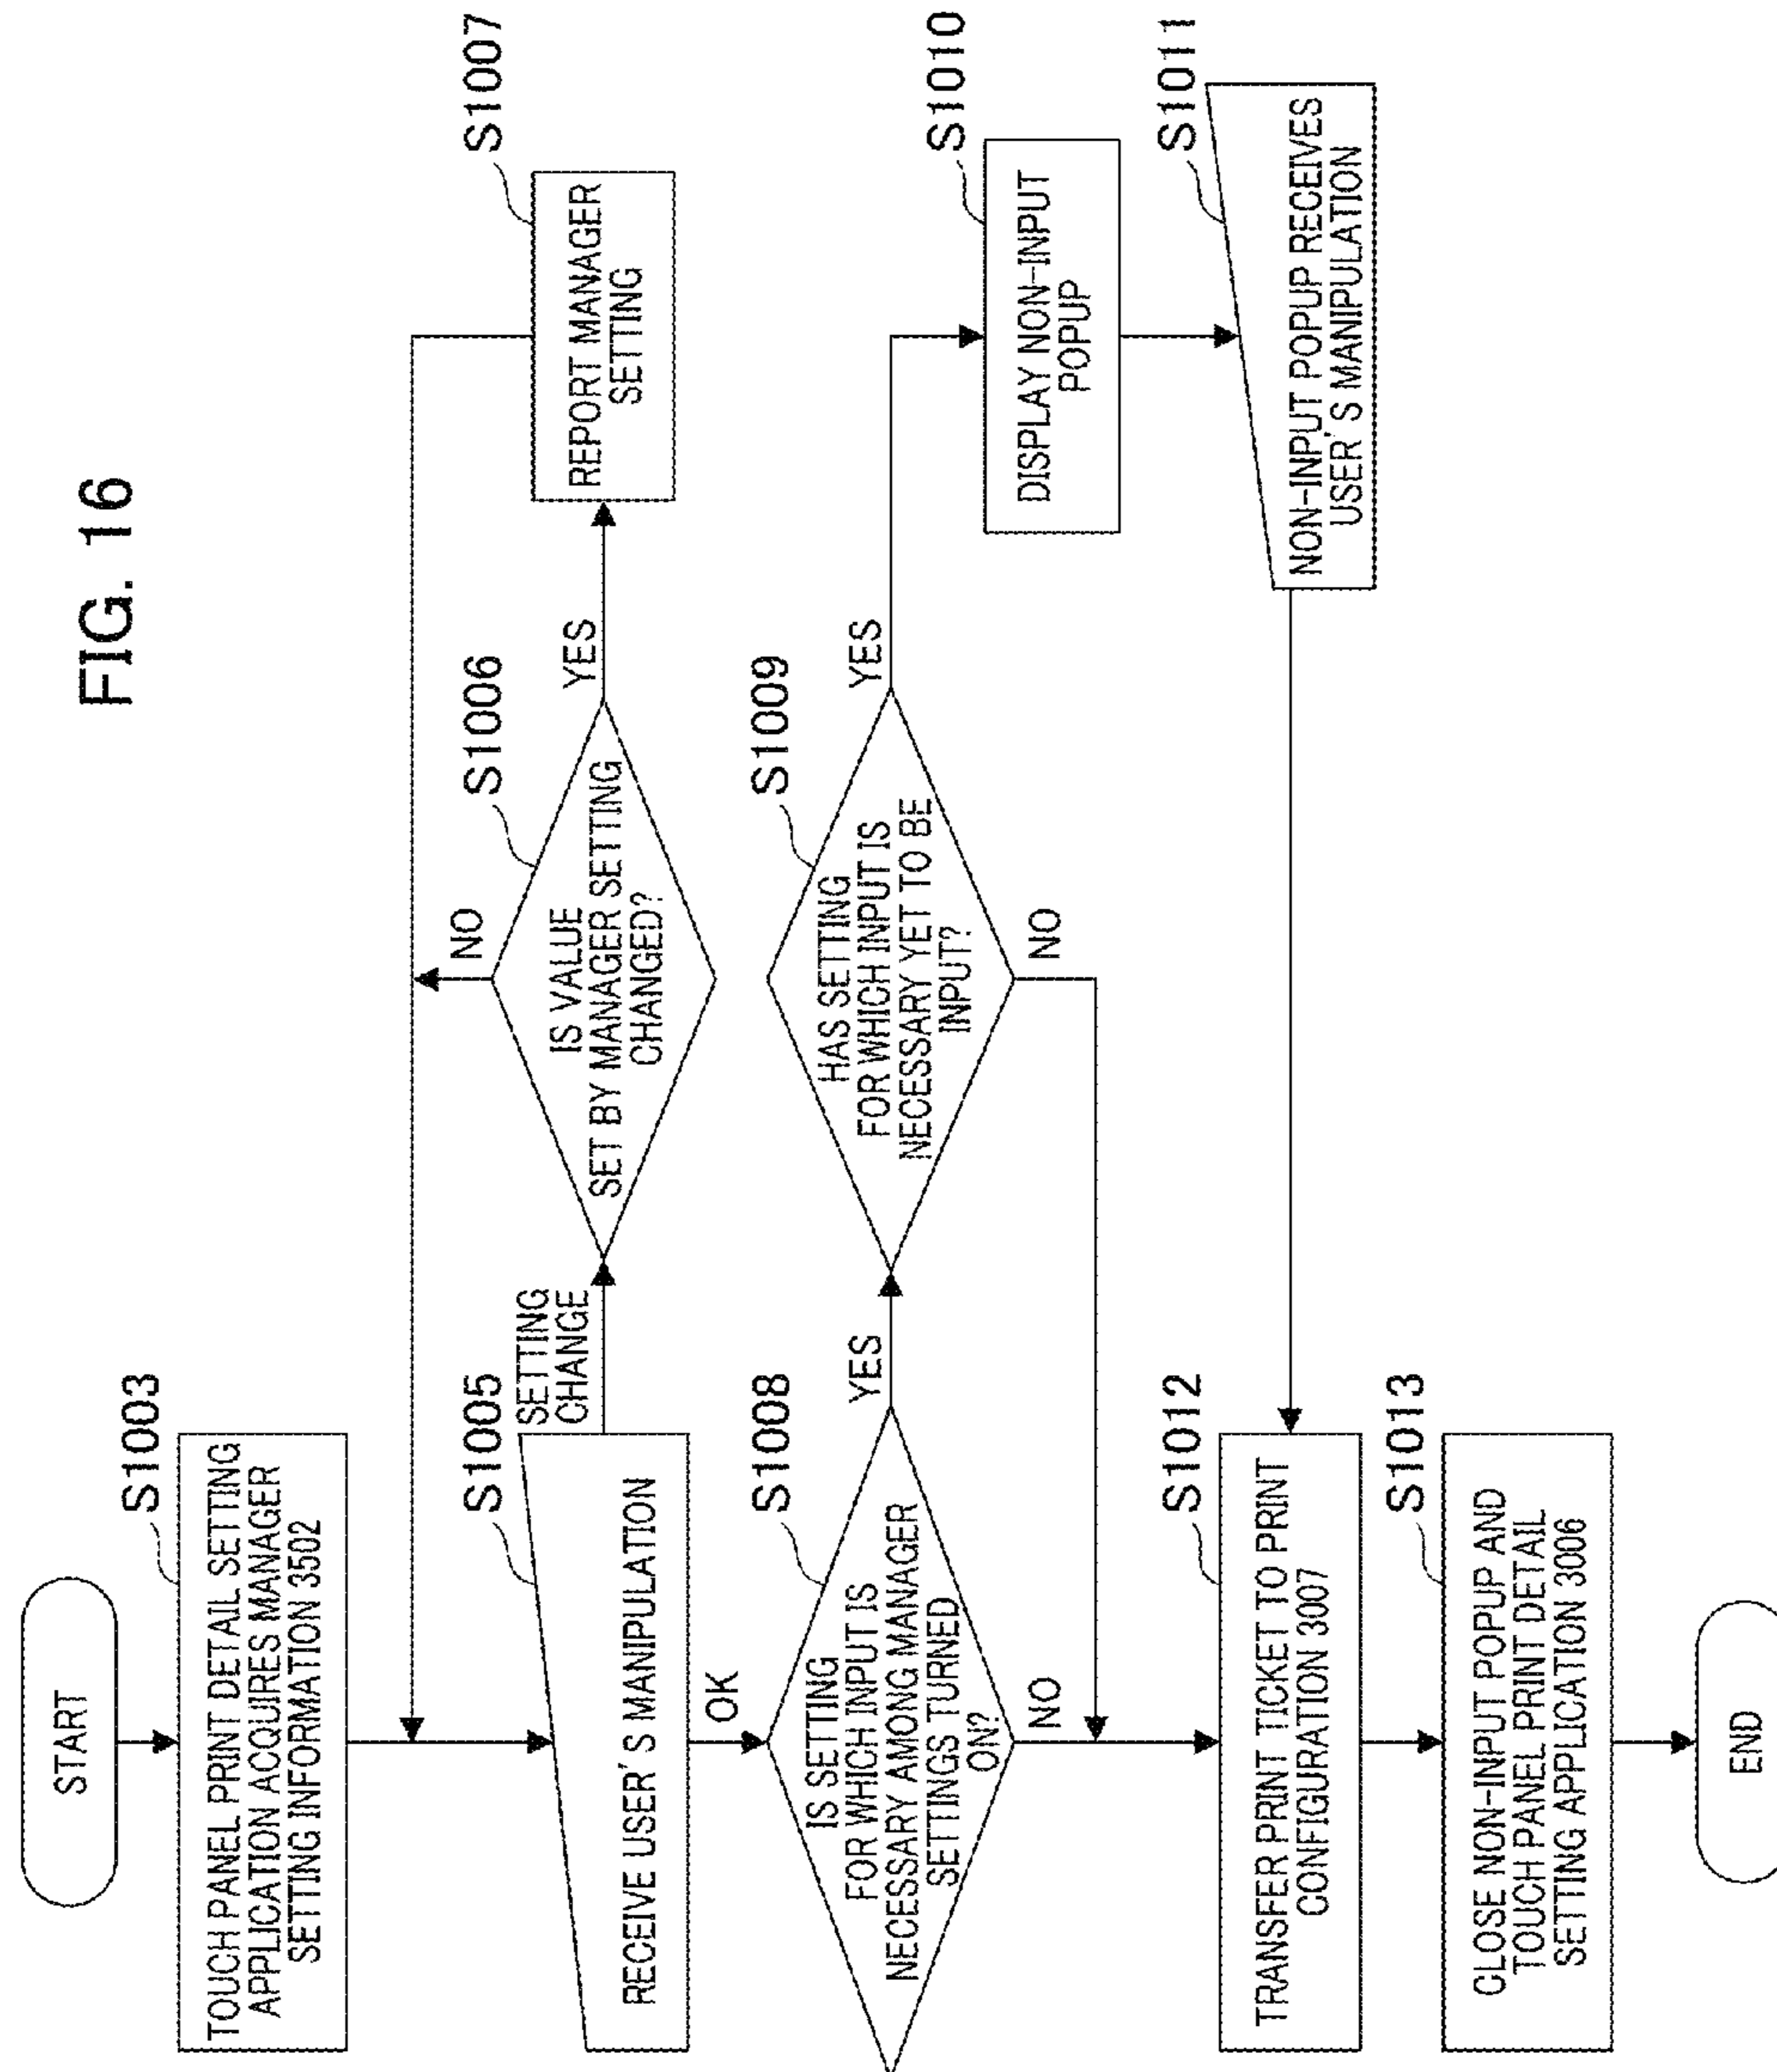 FIG. 16
START
S1003
TOUCH PANEL PRINT DETAIL SETTING
APPLICATION ACQUIRES MANAGER
SETTING INFORMATION 3502
S1005
RECEIVE USER'S MANIPULATION
SETTING
CHANGE
S1006
IS VALUE
SET BY MANAGER SETTING
CHANGED?
NO
YES
S1007
REPORT MANAGER
SETTING
OK
S1008
IS SETTING
FOR WHICH INPUT IS
NECESSARY AMONG MANAGER
SETTINGS TURNED
ON?
YES
NO
S1009
HAS SETTING
FOR WHICH INPUT IS
NECESSARY YET TO BE
INPUT?
YES
NO
S1010
DISPLAY NON-INPUT
POPUP
S1011
NON-INPUT POPUP RECEIVES
USER'S MANIPULATION
S1012
TRANSFER PRINT TICKET TO PRINT
CONFIGURATION 3007
S1013
CLOSE NON-INPUT POPUP AND
TOUCH PANEL PRINT DETAIL
SETTING APPLICATION 3006
END